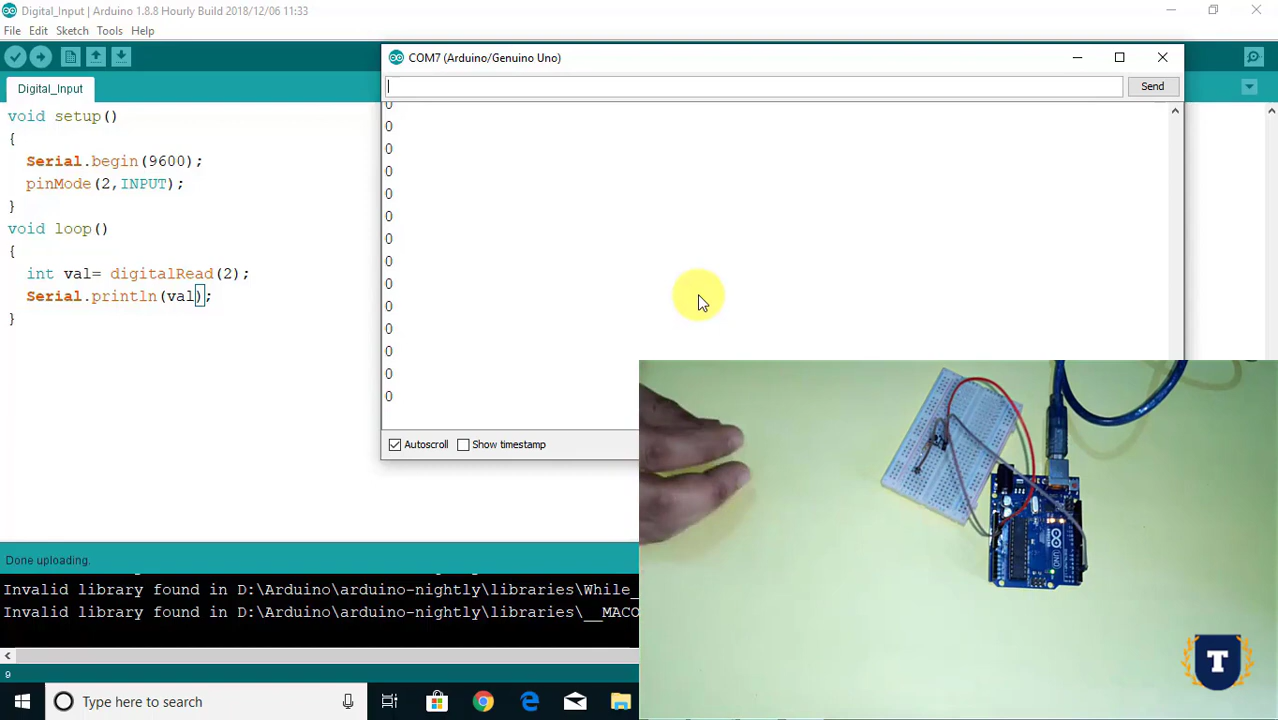 Digital_Input | Arduino 1.8.8 Hourly Build 2018/12/06 11:33
File Edit Sketch Tools Help
COM7 (Arduino/Genuino Uno)
Send
Digital_Input
void setup()
{
Serial.begin(9600);
pinMode(2,INPUT);
}
void loop()
{
int val= digitalRead(2);
Serial.println(val);
}
0
0
0
0
0
0
0
0
0
0
0
0
0
0
Autoscroll Show timestamp
Done uploading.
Invalid library found in D:\Arduino\arduino-nightly\libraries\While_
Invalid library found in D:\Arduino\arduino-nightly\libraries\__MACO
9
UNO
T
Type here to search